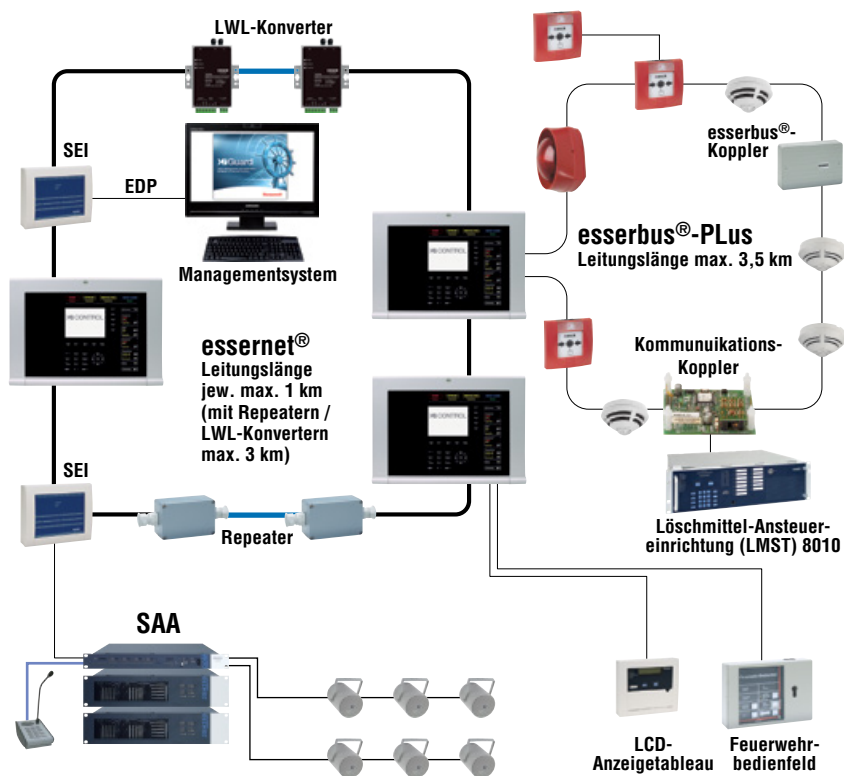 LWL-Konverter
SEI
EDP
Managementsystem
esserbus®-
Koppler
esserbus®-PLus
Leitungslänge max. 3,5 km
essernet®
Leitungslänge
jew. max. 1 km
(mit Repeatern /
LWL-Konvertern
max. 3 km)
Kommunuikations-
Koppler
SEI
Repeater
Löschmittel-Ansteuer-
einrichtung (LMST) 8010
SAA
LCD-
Anzeigetableau
Feuerwehr-
bedienfeld